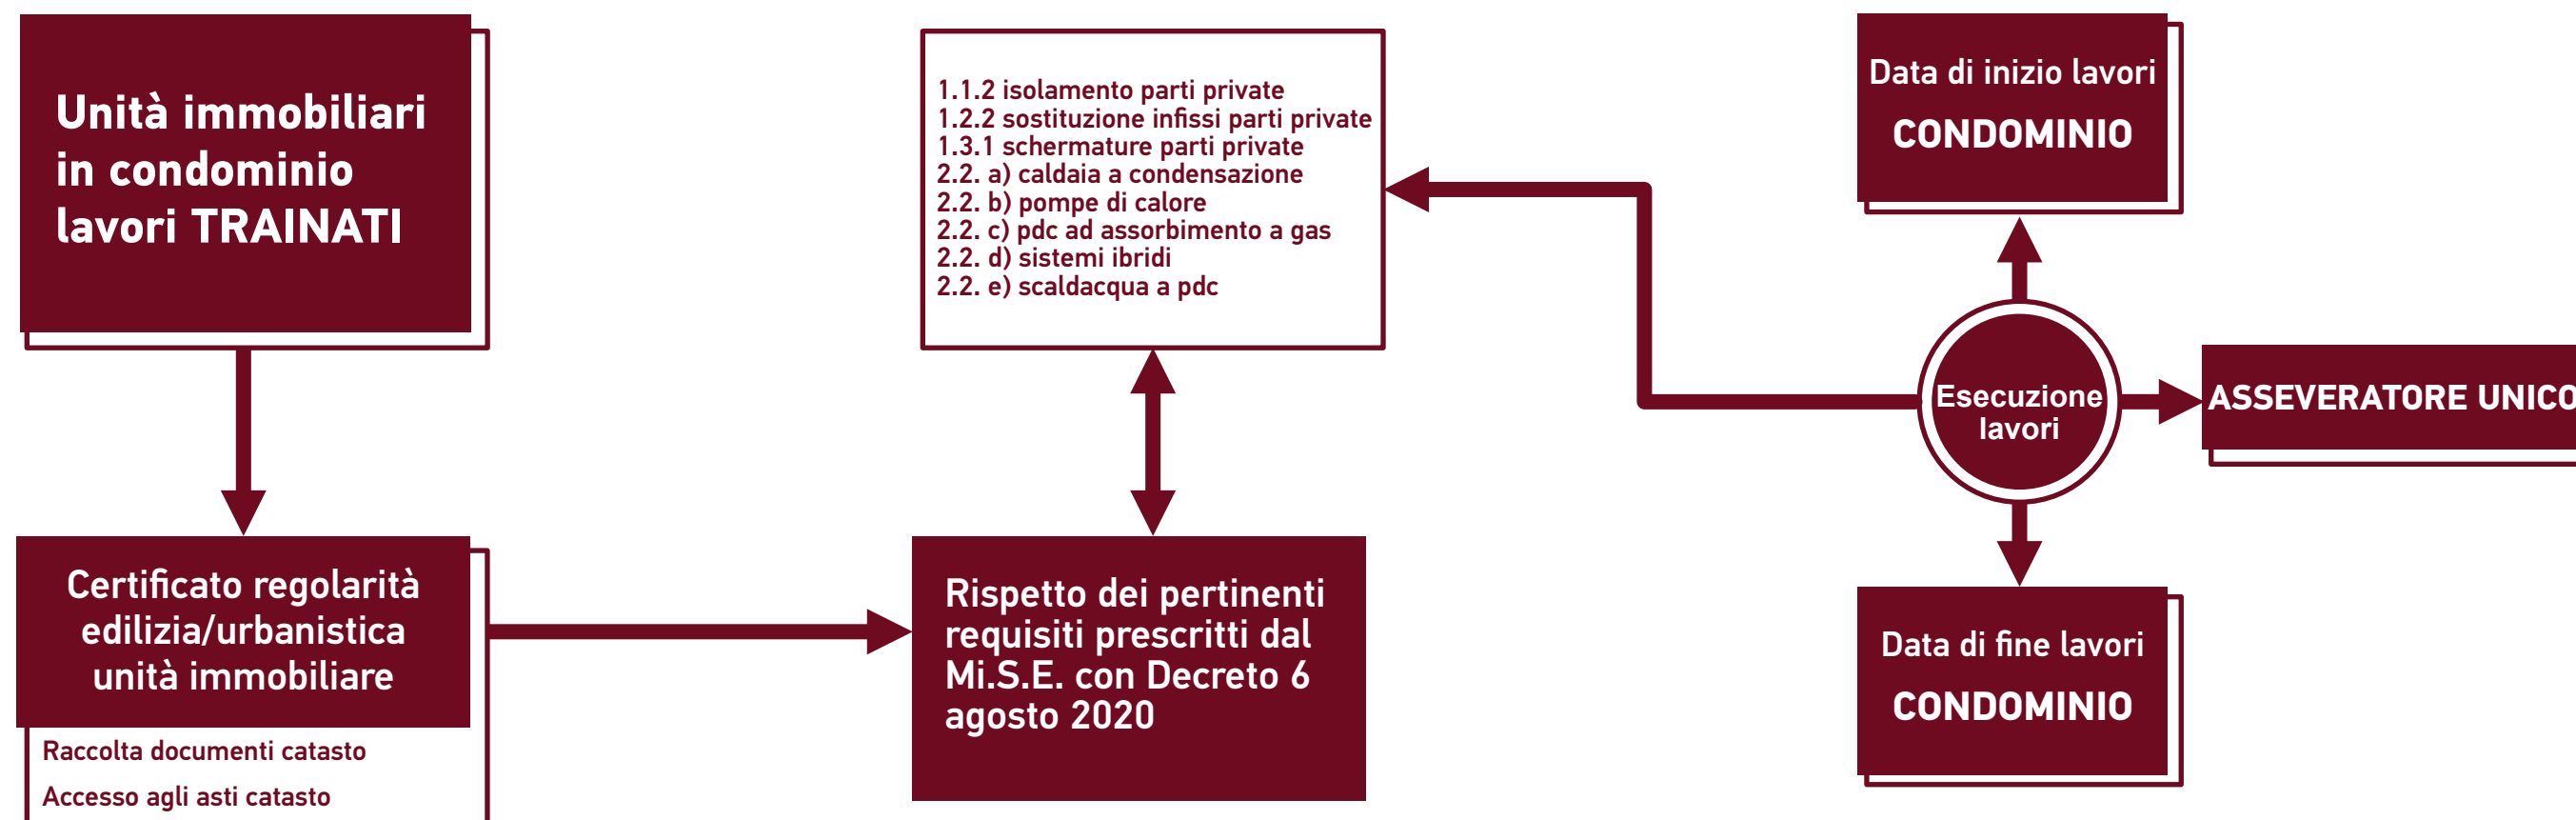 Unità immobiliari
in condominio
lavori TRAINATI
Certificato regolarità
edilizia/urbanistica
unità immobiliare
Raccolta documenti catasto
Accesso agli asti catasto
1.1.2 isolamento parti private
1.2.2 sostituzione infissi parti private
1.3.1 schermature parti private
2.2. a) caldaia a condensazione
2.2. b) pompe di calore
2.2. c) pdc ad assorbimento a gas
2.2. d) sistemi ibridi
2.2. e) scaldacqua a pdc
Rispetto dei pertinenti
requisiti prescritti dal
Mi.S.E. con Decreto 6
agosto 2020
Data di inizio lavori
CONDOMINIO
Esecuzione
lavori
ASSEVERATORE UNICO
Data di fine lavori
CONDOMINIO